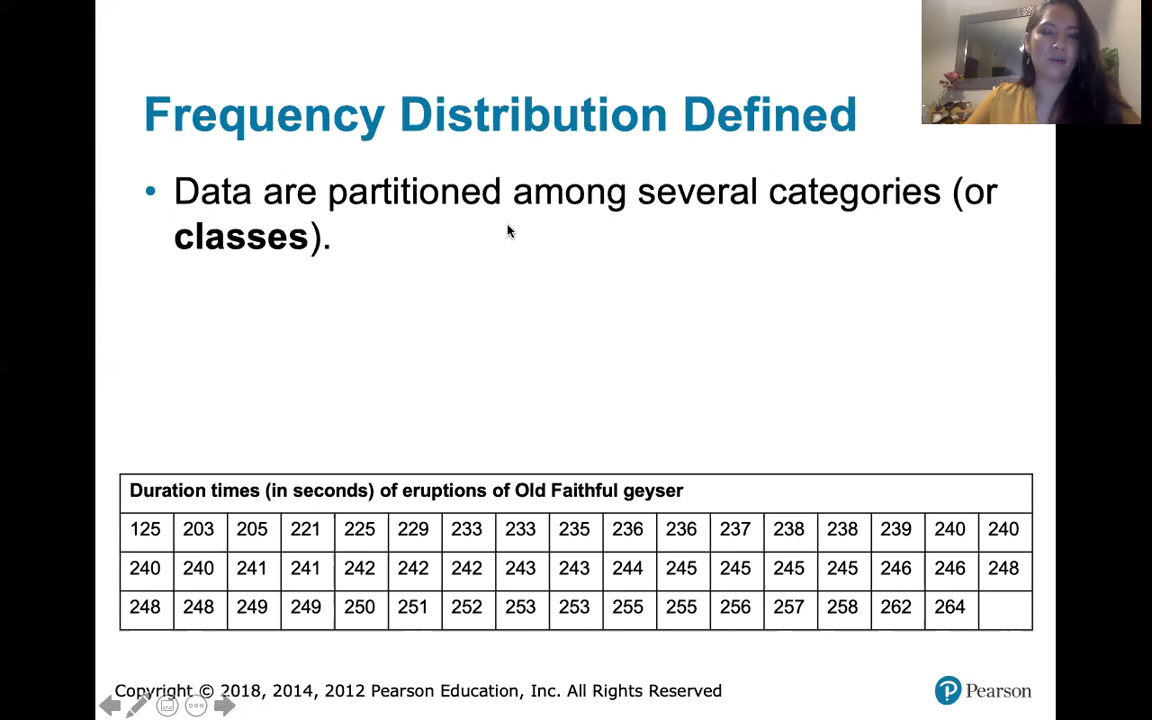 Frequency Distribution Defined
• Data are partitioned among several categories (or
classes).
Duration times (in seconds) of eruptions of Old Faithful geyser
125 203 205 221 225 229 233 233 235 236 236 237 238 238 239 240 240
240 240 241 241 242 242 242 243 243 244 245 245 245 245 246 246 248
248 248 249 249 250 251 252 253 253 255 255 256 257 258 262 264
Copyright © 2018, 2014, 2012 Pearson Education, Inc. All Rights Reserved
P Pearson